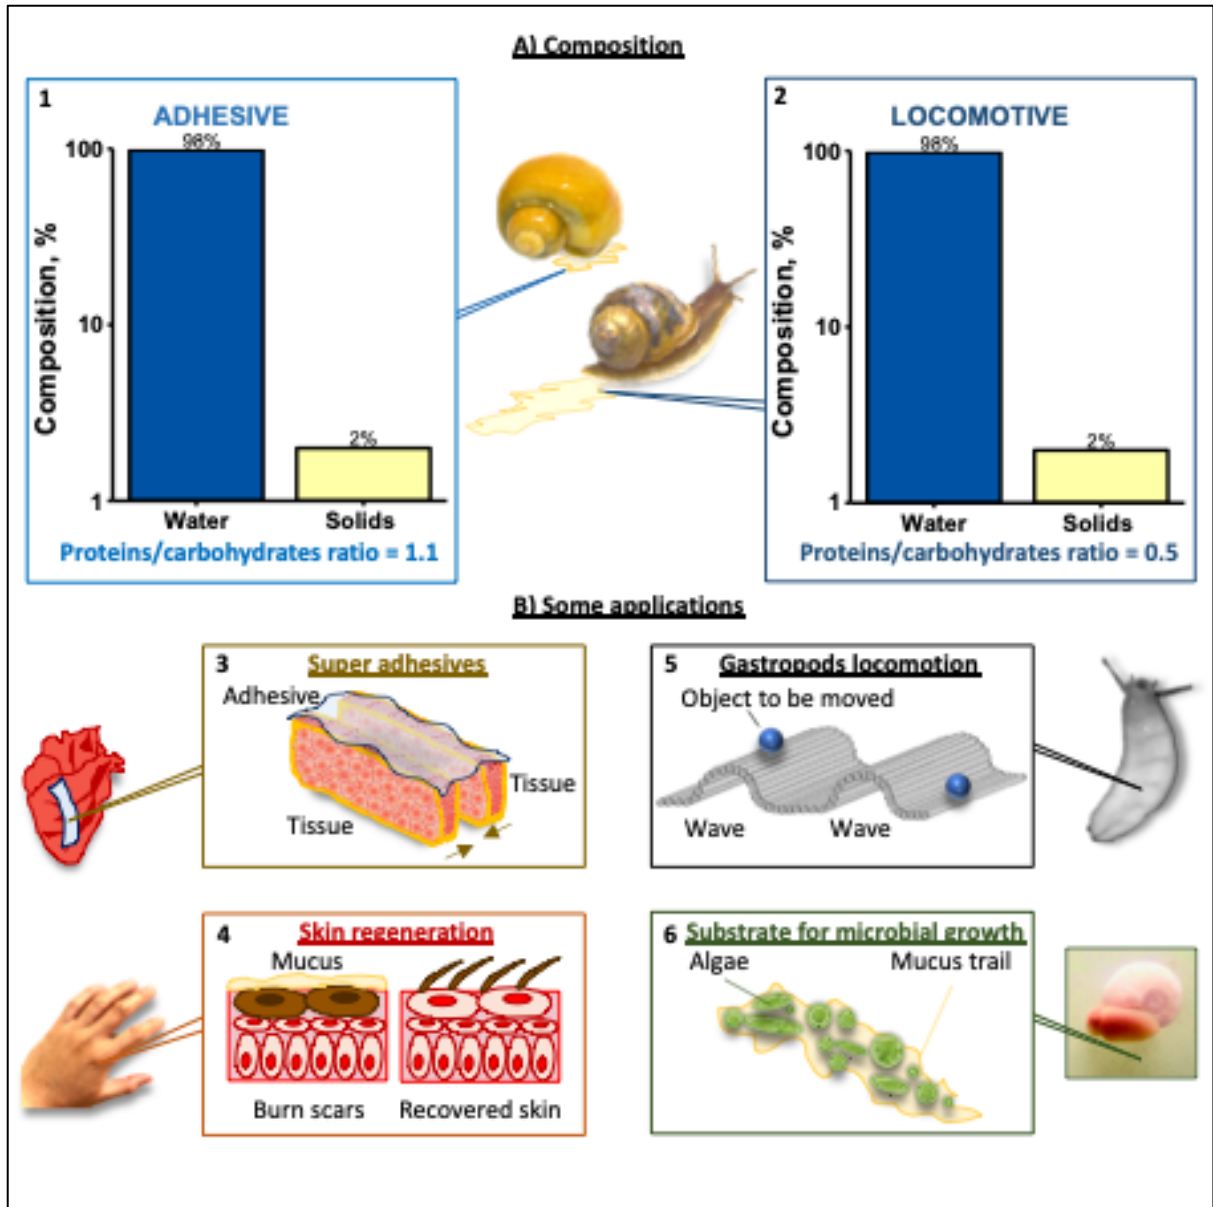 A) Composition
1
ADHESIVE
98%
100
10
1
Composition, %
2%
Water
Solids
Proteins/carbohydrates ratio = 1.1
2
LOCOMOTIVE
98%
100
10
1
Composition, %
2%
Water
Solids
Proteins/carbohydrates ratio = 0.5
B) Some applications
3
Super adhesives
Adhesive
Tissue
Tissue
5
Gastropods locomotion
Object to be moved
Wave
Wave
4
Skin regeneration
Mucus
Burn scars
Recovered skin
6
Substrate for microbial growth
Algae
Mucus trail